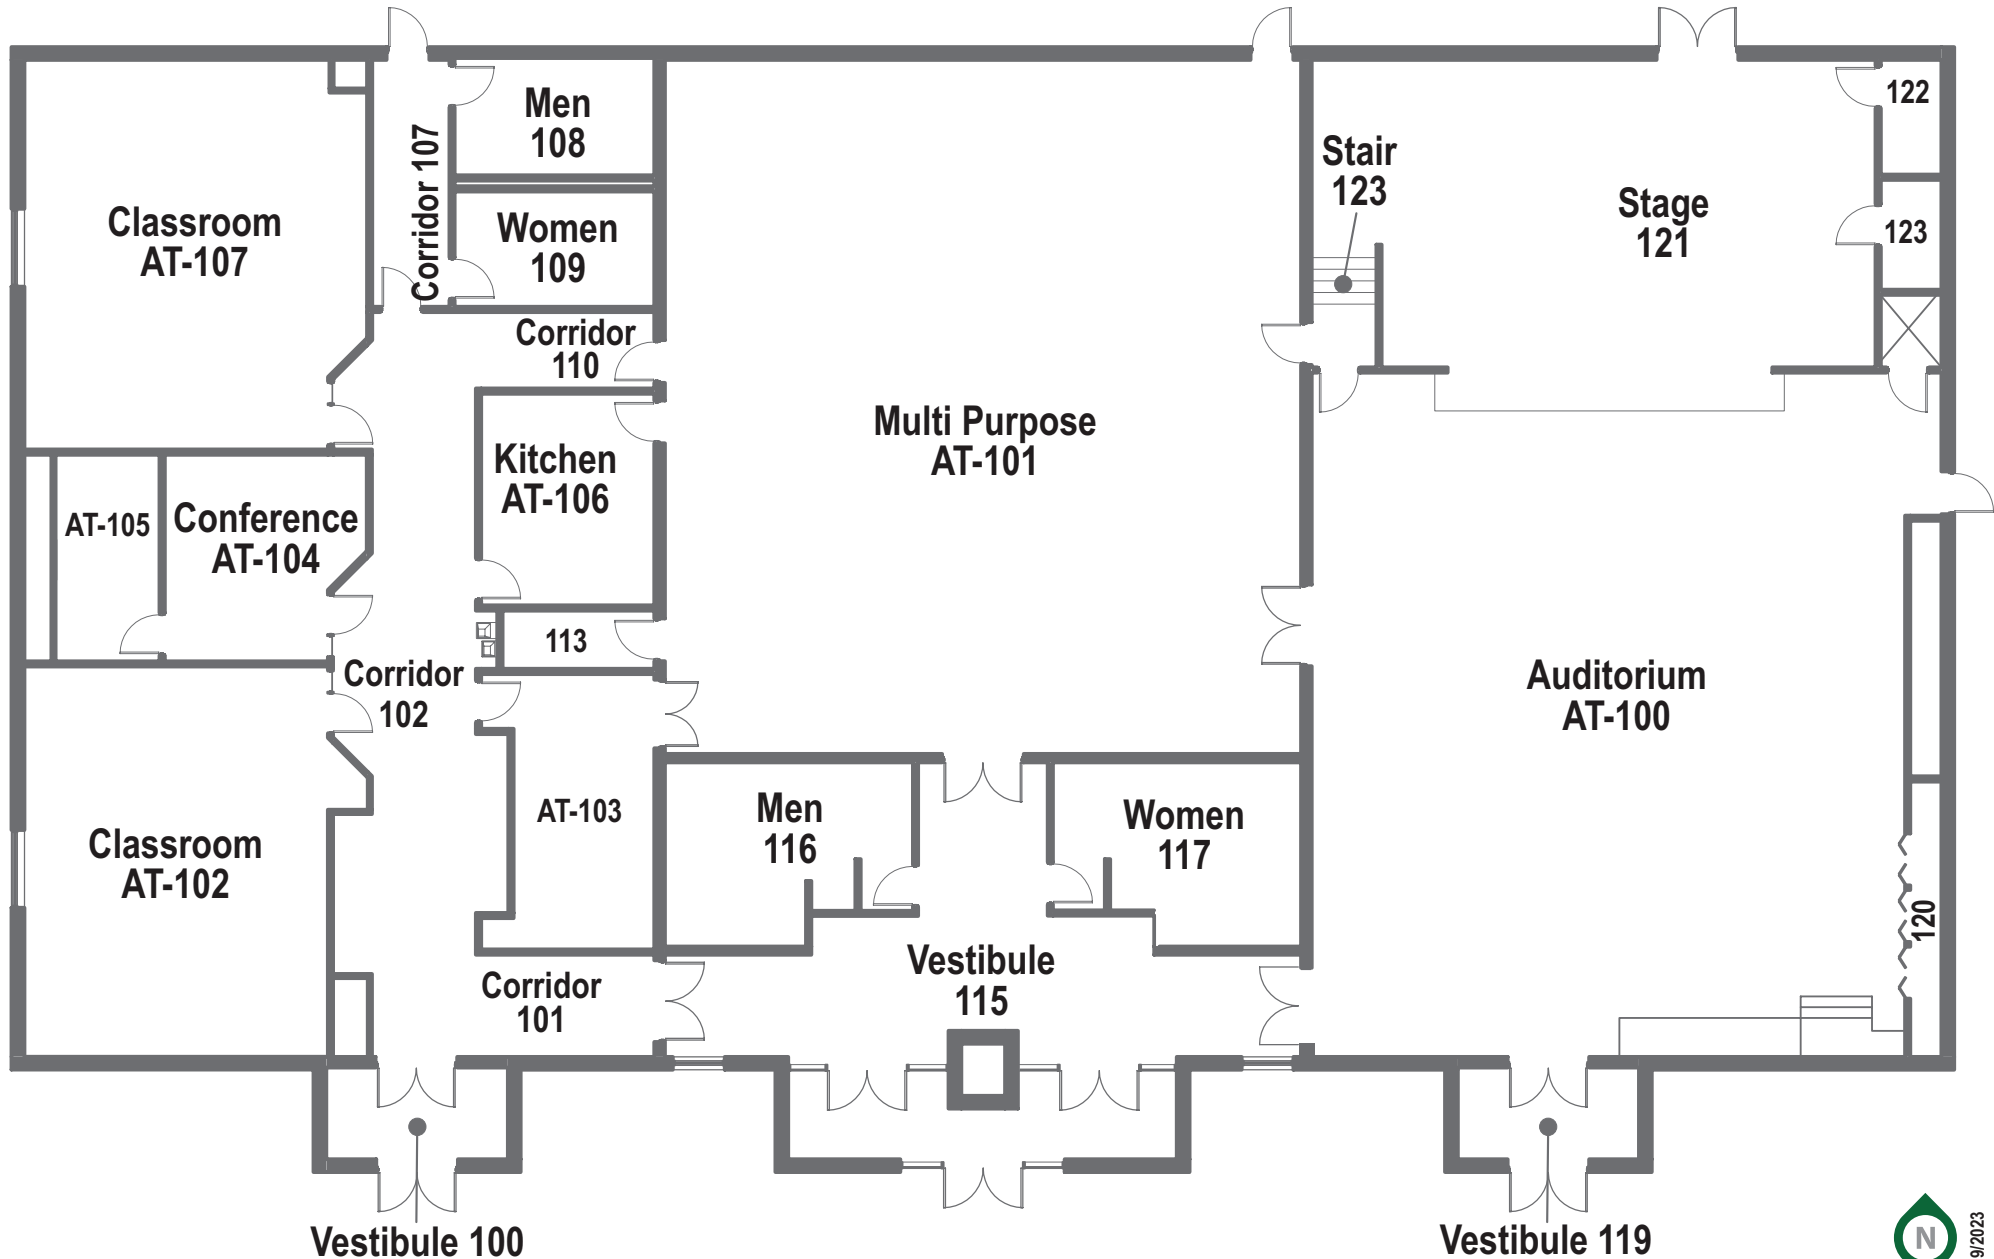 Men
108
122
Corridor 107
Stair
123
Classroom
AT-107
Women
109
Stage
121
123
Corridor
110
Multi Purpose
AT-101
Kitchen
AT-106
AT-105
Conference
AT-104
113
Corridor
102
Auditorium
AT-100
Men
116
Women
117
AT-103
Classroom
AT-102
120
Vestibule
115
Corridor
101
Vestibule 100
Vestibule 119
N
9/2023